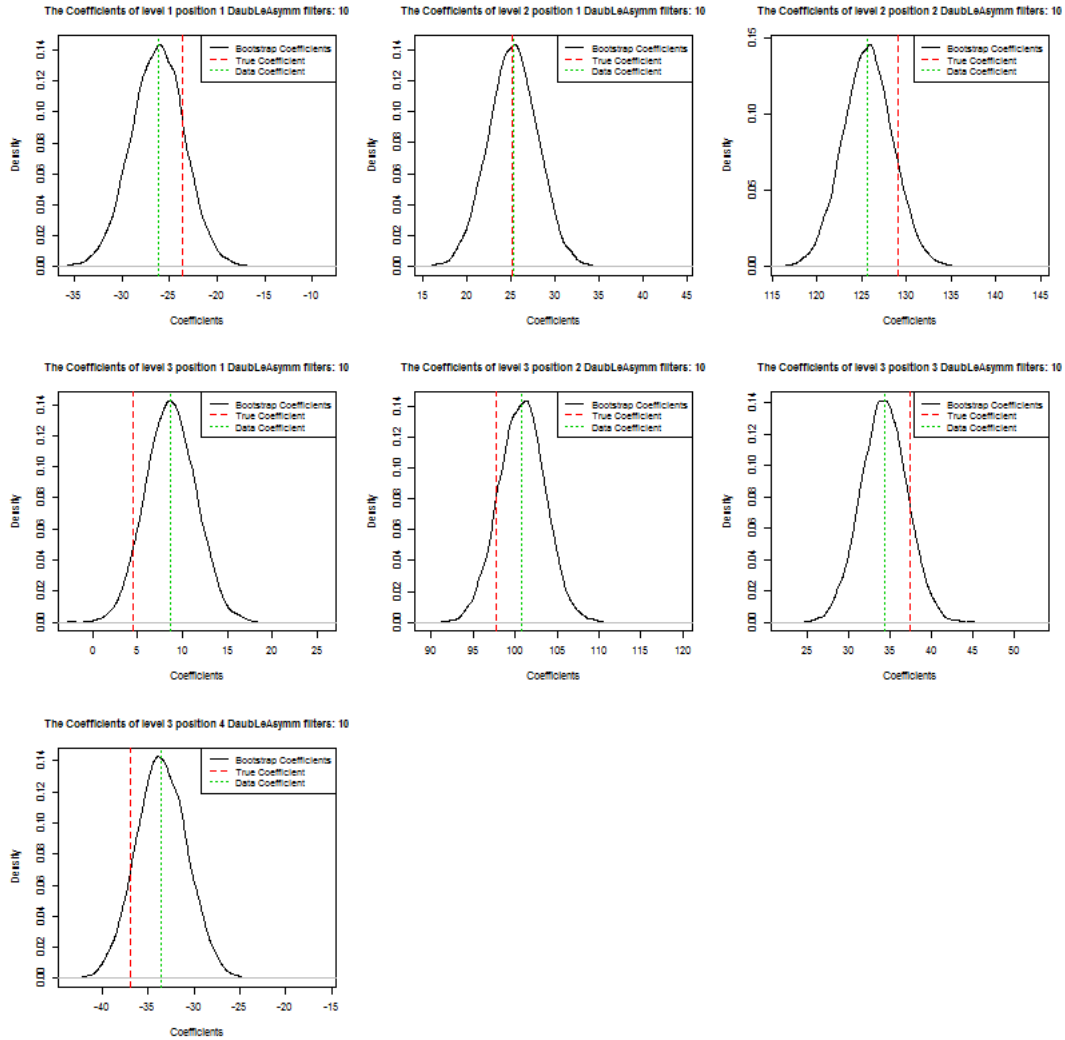 The Coefficients of level 1 position 1 DaubLeAsymm filters: 10
Density
0.00 0.02 0.04 0.06 0.08 0.10 0.12 0.14
Bootstrap Coefficients
True Coefficient
Data Coefficient
-35 -30 -25 -20 -15 -10
Coefficients
The Coefficients of level 2 position 1 DaubLeAsymm filters: 10
Density
0.00 0.02 0.04 0.06 0.08 0.10 0.12 0.14
Bootstrap Coefficients
True Coefficient
Data Coefficient
15 20 25 30 35 40 45
Coefficients
The Coefficients of level 2 position 2 DaubLeAsymm filters: 10
Density
0.00 0.05 0.10 0.15
Bootstrap Coefficients
True Coefficient
Data Coefficient
115 120 125 130 135 140 145
Coefficients
The Coefficients of level 3 position 1 DaubLeAsymm filters: 10
Density
0.00 0.02 0.04 0.06 0.08 0.10 0.12 0.14
Bootstrap Coefficients
True Coefficient
Data Coefficient
0 5 10 15 20 25
Coefficients
The Coefficients of level 3 position 2 DaubLeAsymm filters: 10
Density
0.00 0.02 0.04 0.06 0.08 0.10 0.12 0.14
Bootstrap Coefficients
True Coefficient
Data Coefficient
90 95 100 105 110 115 120
Coefficients
The Coefficients of level 3 position 3 DaubLeAsymm filters: 10
Density
0.00 0.02 0.04 0.06 0.08 0.10 0.12 0.14
Bootstrap Coefficients
True Coefficient
Data Coefficient
25 30 35 40 45 50
Coefficients
The Coefficients of level 3 position 4 DaubLeAsymm filters: 10
Density
0.00 0.02 0.04 0.06 0.08 0.10 0.12 0.14
Bootstrap Coefficients
True Coefficient
Data Coefficient
-40 -35 -30 -25 -20 -15
Coefficients